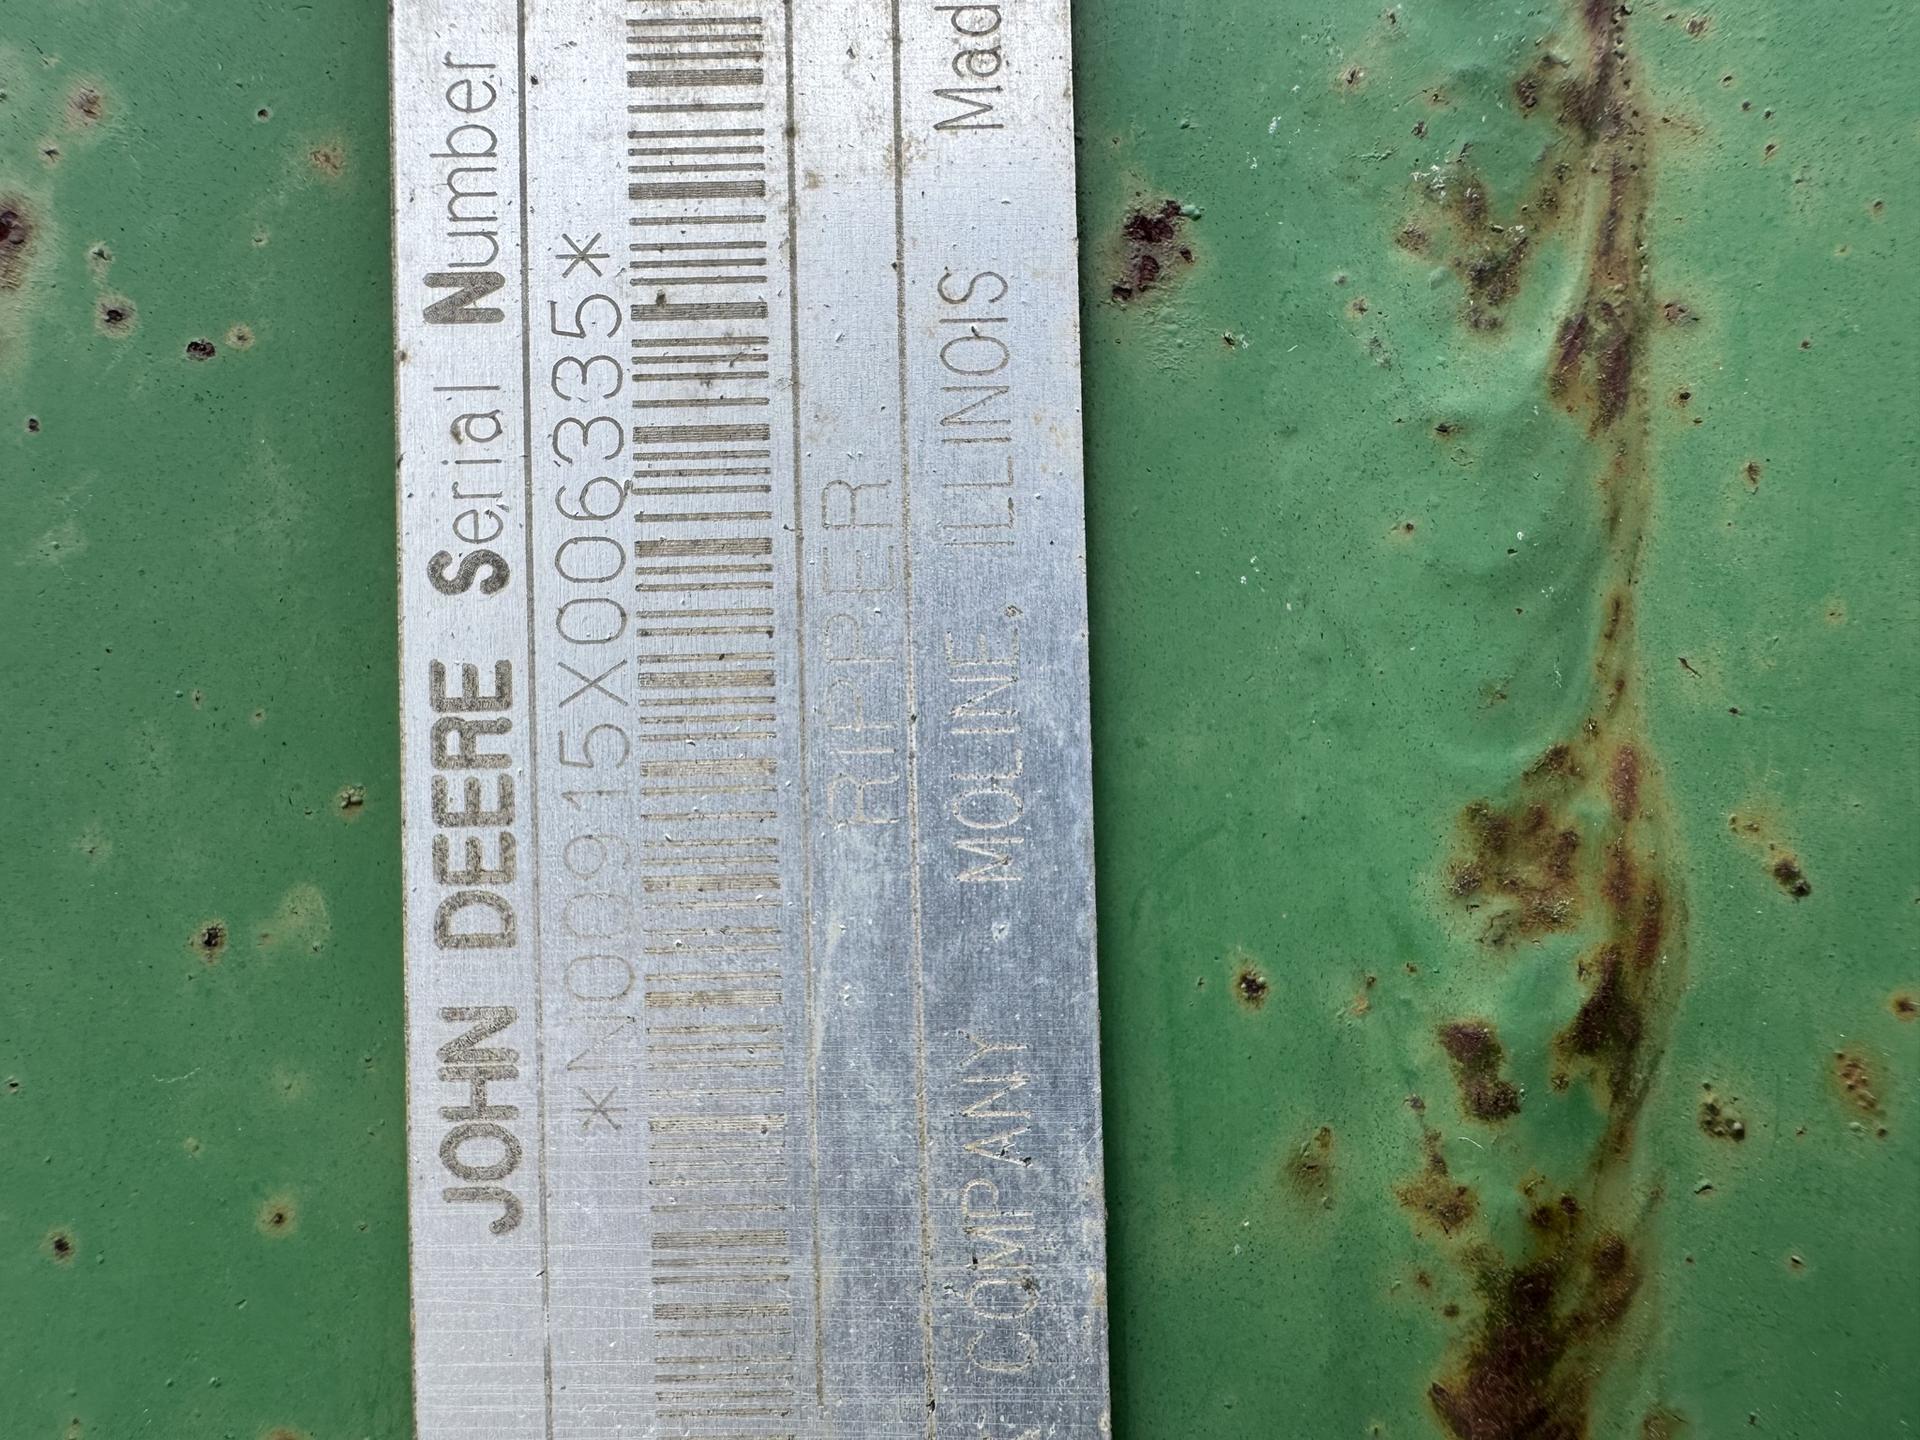 JOHN DEERE Serial Number
*N00915X006335*
RIPPER
COMPANY · MOLINE, ILLINOIS Mad